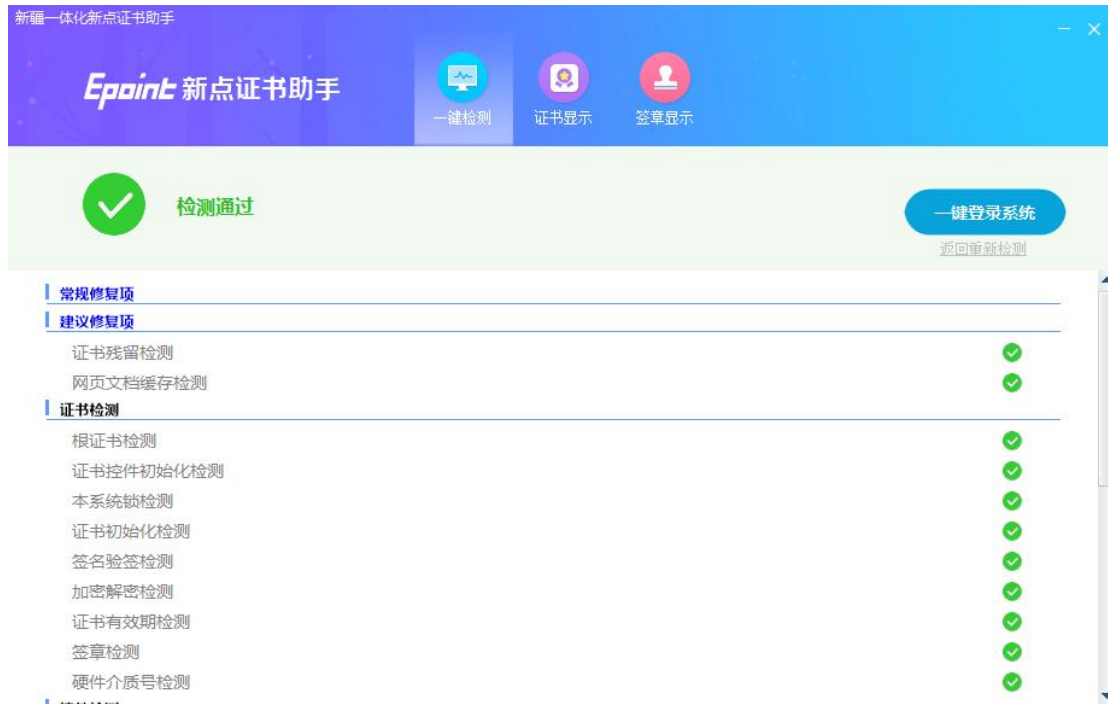 新疆一体化新点证书助手
Epoint 新点证书助手
一键检测
证书显示
签章显示
检测通过
一键登录系统
返回重新检测
常规修复项
建议修复项
证书残留检测
网页文档缓存检测
证书检测
根证书检测
证书控件初始化检测
本系统锁检测
证书初始化检测
签名验签检测
加密解密检测
证书有效期检测
签章检测
硬件介质号检测